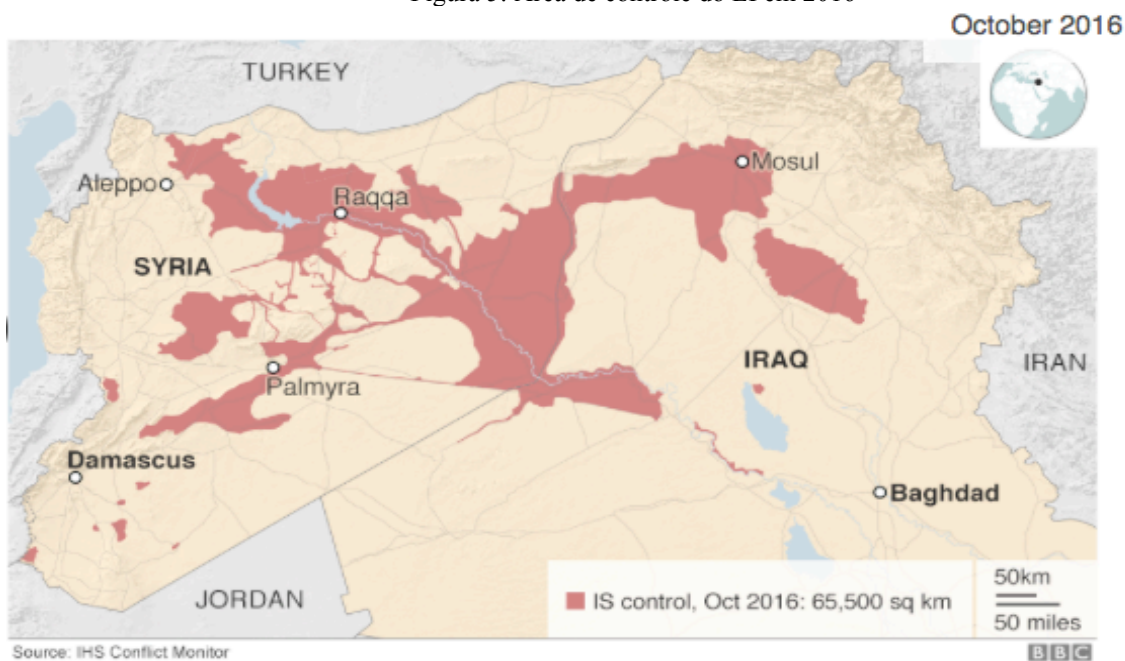 October 2016
TURKEY
Mosul
Aleppo
Raqqa
SYRIA
IRAQ
IRAN
Palmyra
Damascus
Baghdad
JORDAN
IS control, Oct 2016: 65,500 sq km
50km
50 miles
Source: IHS Conflict Monitor
BBC